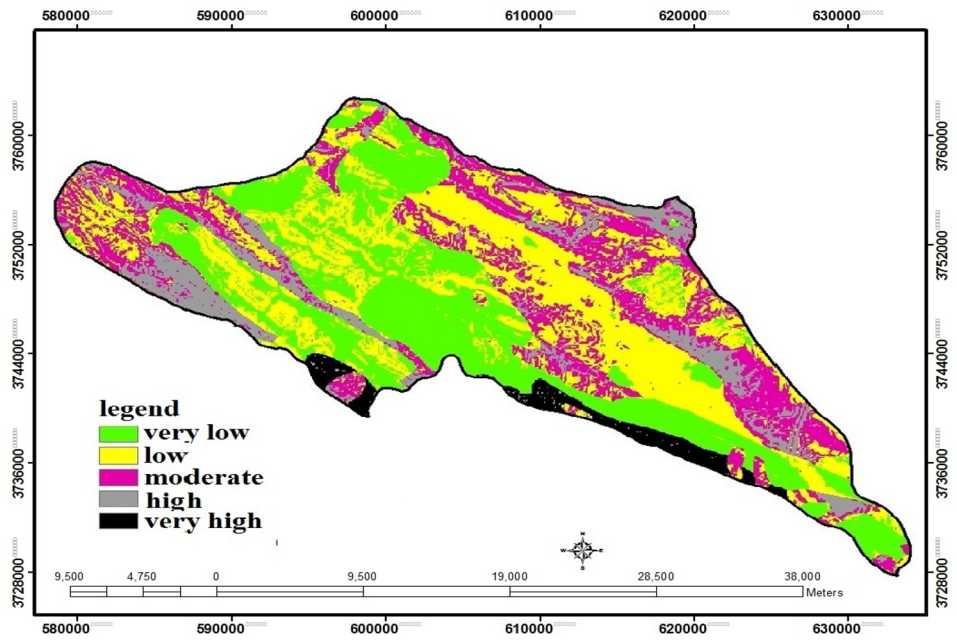 580000 590000 600000 610000 620000 630000
3760000 3760000
3752000 3752000
3744000 3744000
3736000 3736000
3728000 3728000
legend
very low
low
moderate
high
very high
N
W E
S
9,500 4,750 0 9,500 19,000 28,500 38,000
Meters
580000 590000 600000 610000 620000 630000